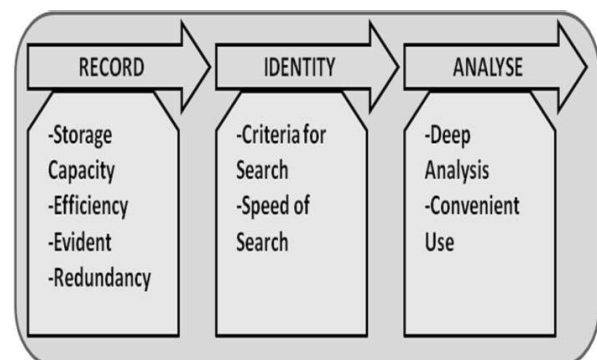 RECORD
IDENTITY
ANALYSE
-Storage
Capacity
-Efficiency
-Evident
-Redundancy
-Criteria for
Search
-Speed of
Search
-Deep
Analysis
-Convenient
Use